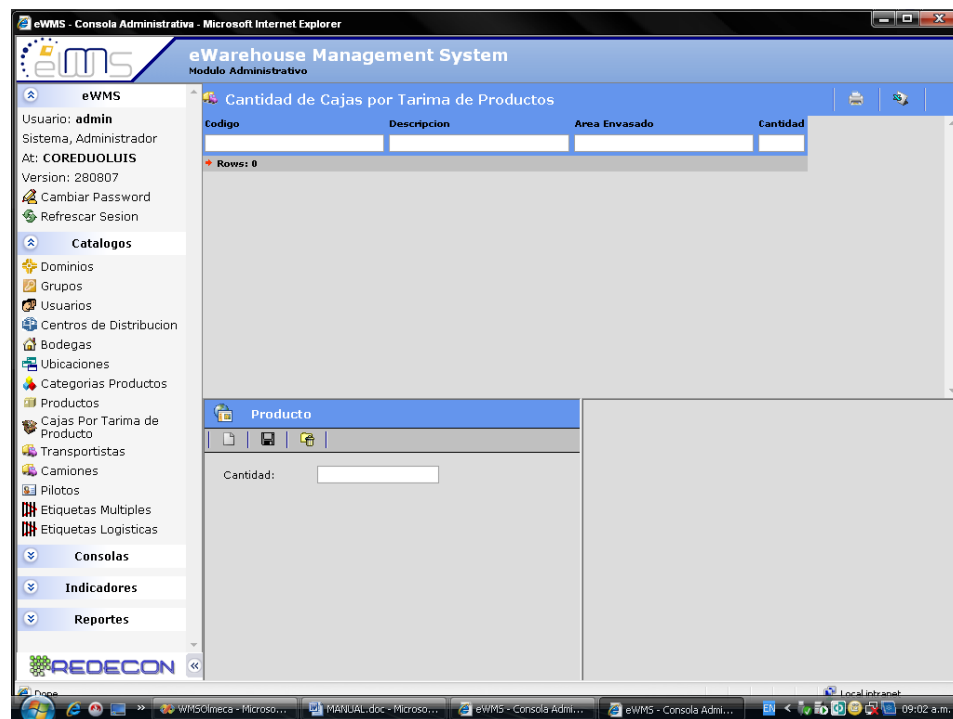 eWMS - Consola Administrativa - Microsoft Internet Explorer
eWMS
eWarehouse Management System
Modulo Administrativo
eWMS
Usuario: admin
Sistema, Administrador
At: COREDUOLUIS
Version: 280807
Cambiar Password
Refrescar Sesion
Catalogos
Dominios
Grupos
Usuarios
Centros de Distribucion
Bodegas
Ubicaciones
Categorias Productos
Productos
Cajas Por Tarima de
Producto
Transportistas
Camiones
Pilotos
Etiquetas Multiples
Etiquetas Logisticas
Consolas
Indicadores
Reportes
REDECON
Cantidad de Cajas por Tarima de Productos
Codigo Descripcion Area Envasado Cantidad
Rows: 0
Producto
Cantidad:
Done Local intranet
WMSOlmeca - Microso... MANUAL.doc - Microso... eWMS - Consola Admi... eWMS - Consola Admi... EN 09:02 a.m.